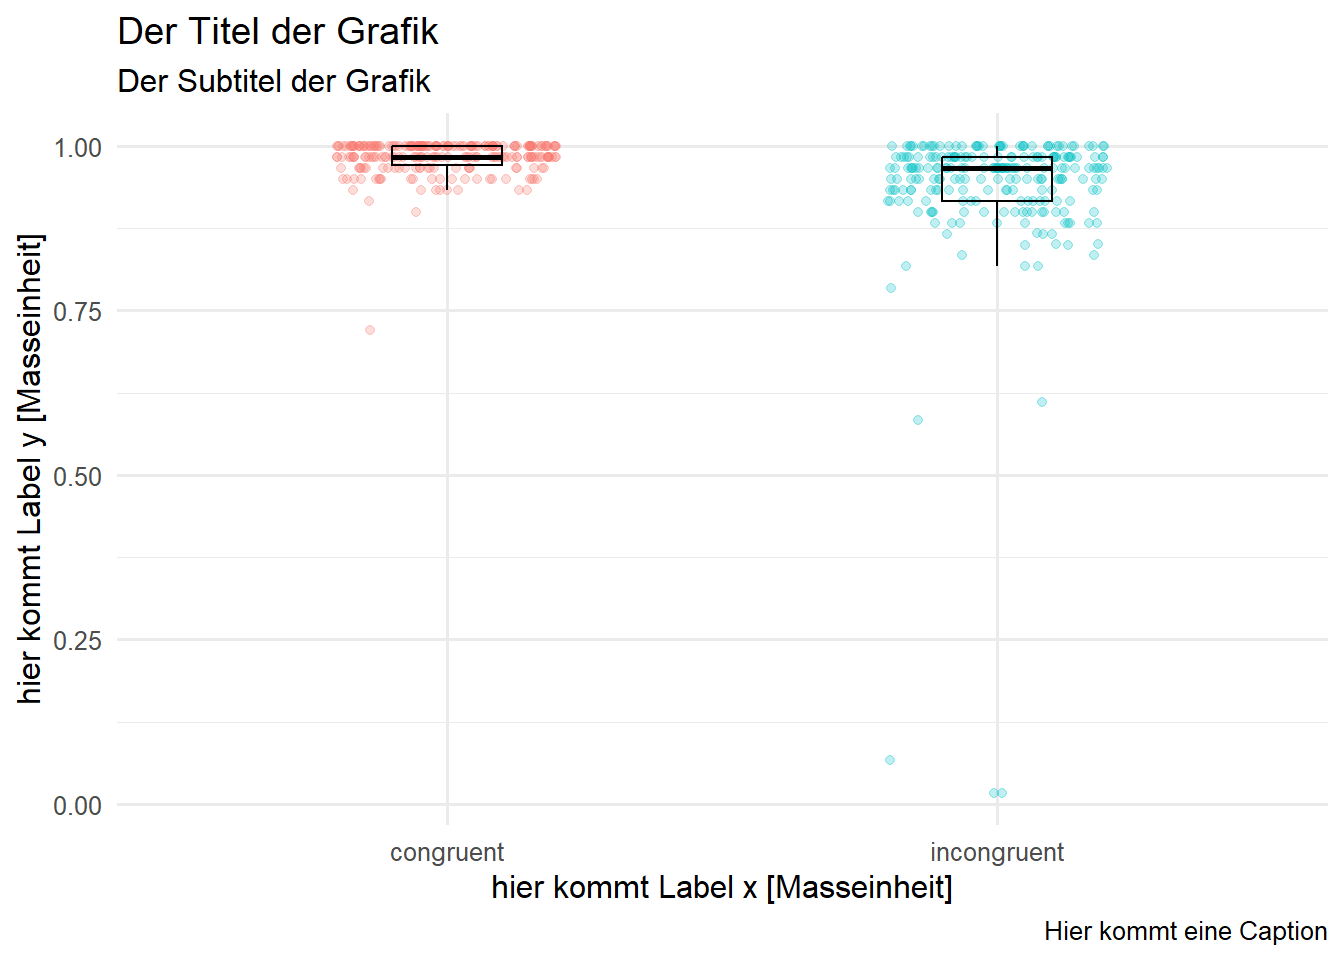 Der Titel der Grafik
Der Subtitel der Grafik
hier kommt Label y [Masseinheit]
1.00
0.75
0.50
0.25
0.00
congruent incongruent
hier kommt Label x [Masseinheit]
Hier kommt eine Caption